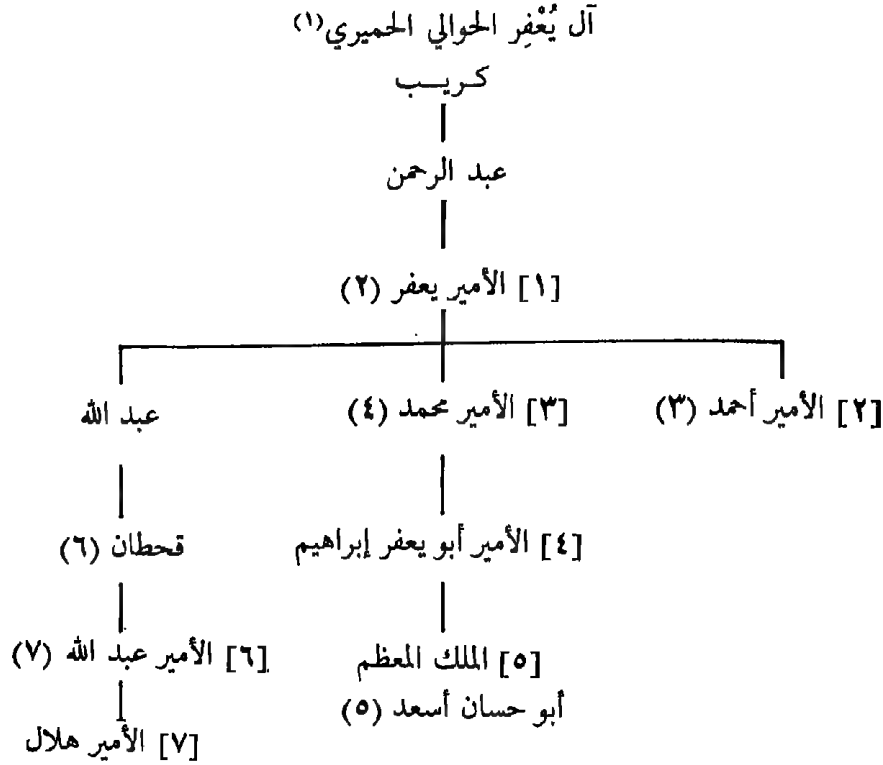 آل يُعْفِر الحوالي الحميري(١)
كريب
عبد الرحمن
[١] الأمير يعفر (٢)
[٢] الأمير أحمد (٣)
[٣] الأمير محمد (٤)
عبد الله
[٤] الأمير أبو يعفر إبراهيم
قحطان (٦)
[٥] الملك المعظم
أبو حسان أسعد (٥)
[٦] الأمير عبد الله (٧)
[٧] الأمير هلال